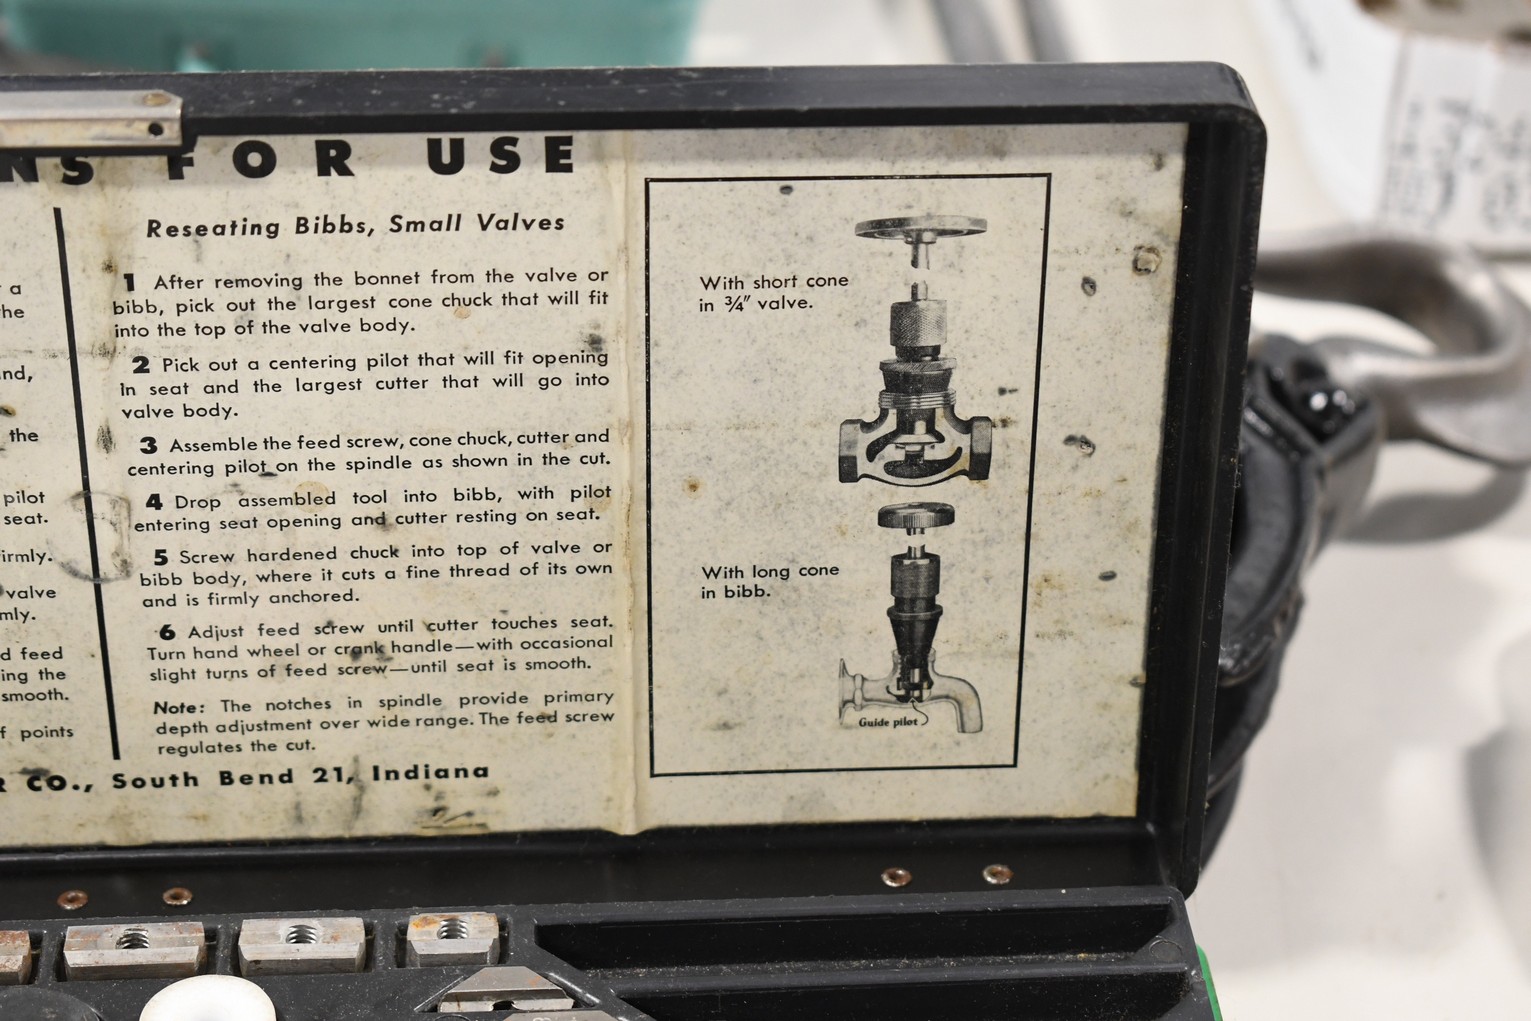 NS FOR USE
a
the
nd,
the
pilot
seat.
firmly.
valve
mly.
d feed
ing the
smooth.
f points
Reseating Bibbs, Small Valves
1 After removing the bonnet from the valve or
bibb, pick out the largest cone chuck that will fit
into the top of the valve body.
2 Pick out a centering pilot that will fit opening
In seat and the largest cutter that will go into
valve body.
3 Assemble the feed screw, cone chuck, cutter and
centering pilot on the spindle as shown in the cut.
4 Drop assembled tool into bibb, with pilot
entering seat opening and cutter resting on seat.
5 Screw hardened chuck into top of valve or
bibb body, where it cuts a fine thread of its own
and is firmly anchored.
6 Adjust feed screw until cutter touches seat.
Turn hand wheel or crank handle—with occasional
slight turns of feed screw—until seat is smooth.
Note: The notches in spindle provide primary
depth adjustment over wide range. The feed screw
regulates the cut.
R CO., South Bend 21, Indiana
With short cone
in ¾" valve.
With long cone
in bibb.
Guide pilot